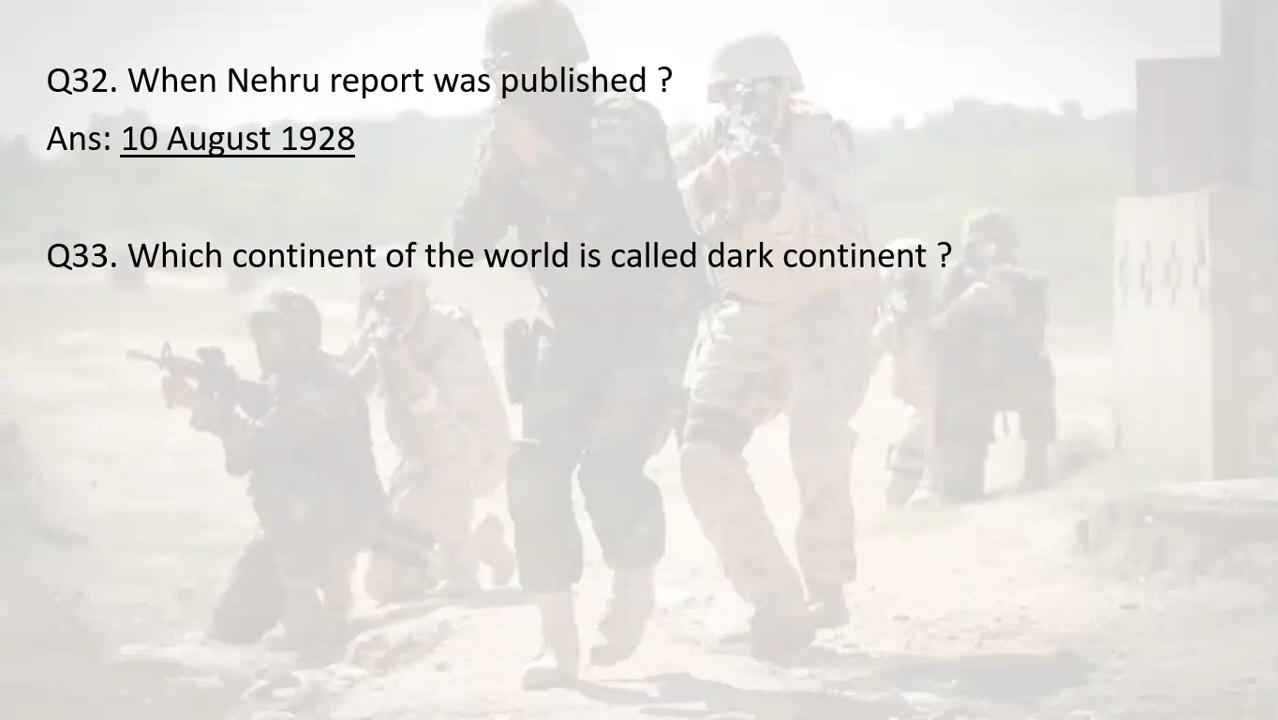 Q32. When Nehru report was published ?
Ans: 10 August 1928
Q33. Which continent of the world is called dark continent ?